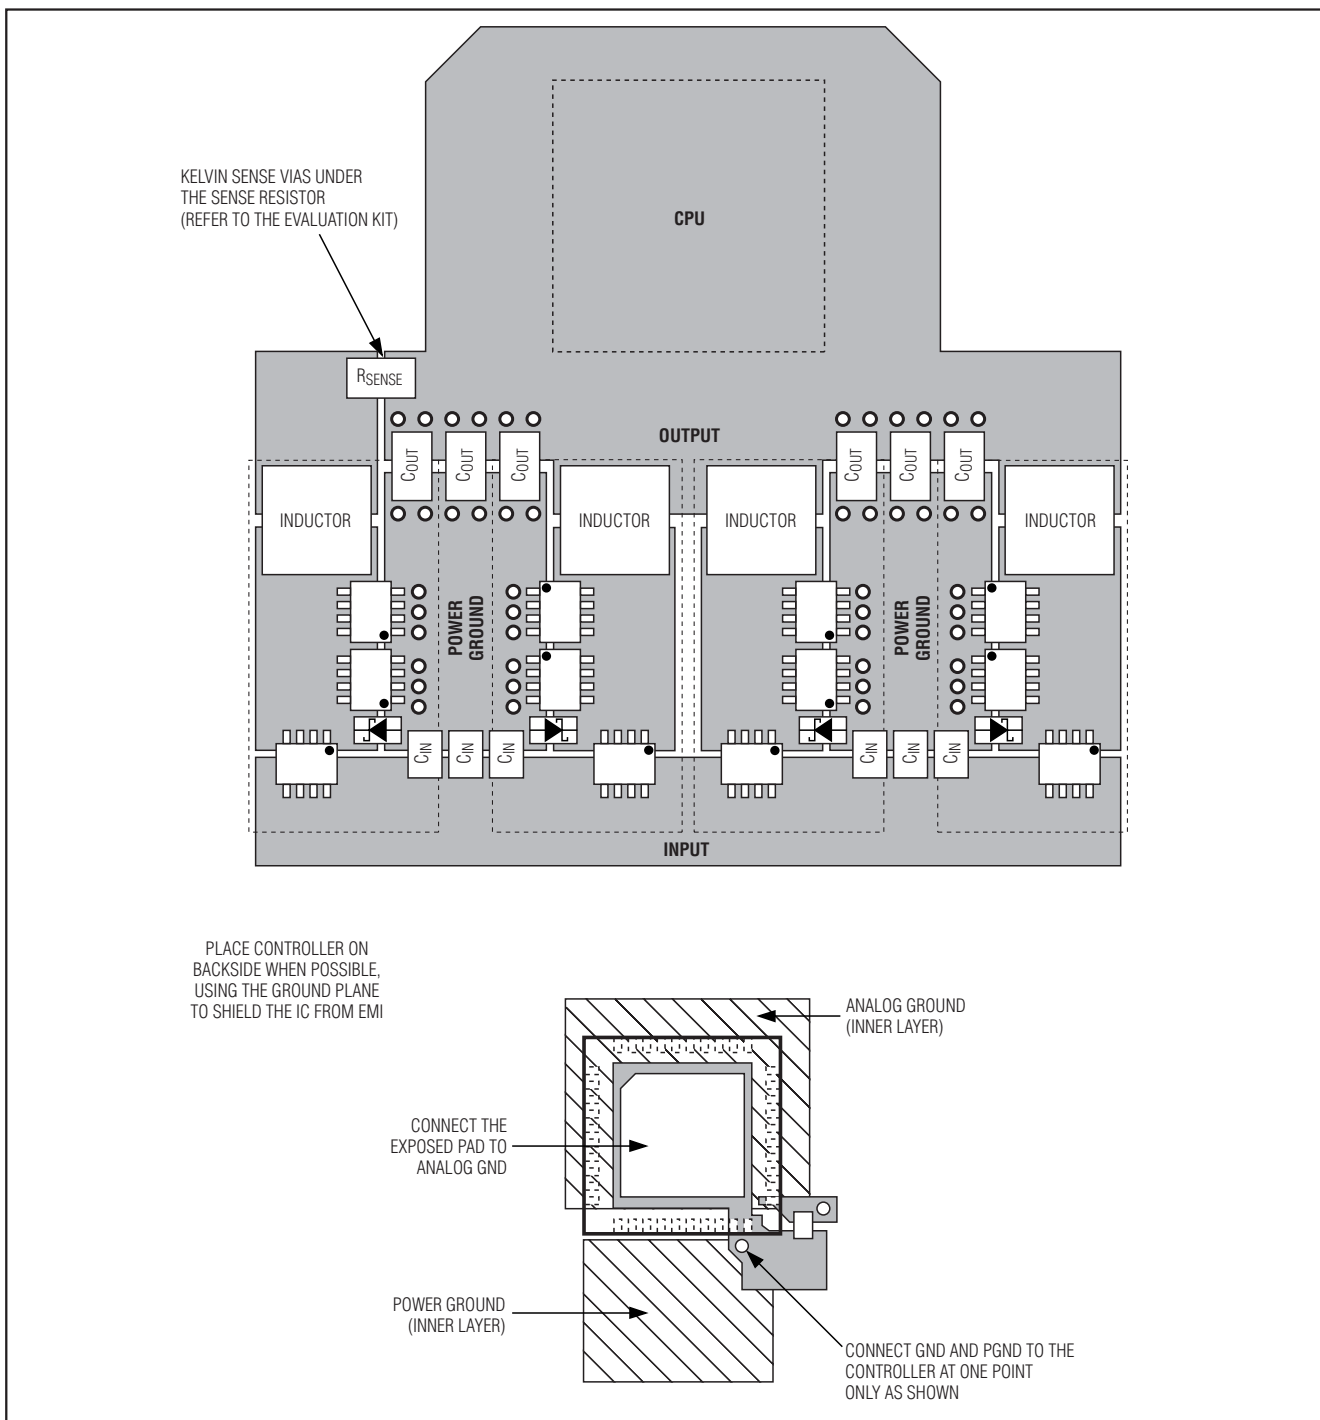 CPU
KELVIN SENSE VIAS UNDER
THE SENSE RESISTOR
(REFER TO THE EVALUATION KIT)
RSENSE
OUTPUT
COUT
COUT
COUT
COUT
COUT
COUT
INDUCTOR
INDUCTOR
INDUCTOR
INDUCTOR
POWER
GROUND
POWER
GROUND
CIN
CIN
CIN
CIN
CIN
CIN
INPUT
PLACE CONTROLLER ON
BACKSIDE WHEN POSSIBLE,
USING THE GROUND PLANE
TO SHIELD THE IC FROM EMI
ANALOG GROUND
(INNER LAYER)
CONNECT THE
EXPOSED PAD TO
ANALOG GND
POWER GROUND
(INNER LAYER)
CONNECT GND AND PGND TO THE
CONTROLLER AT ONE POINT
ONLY AS SHOWN